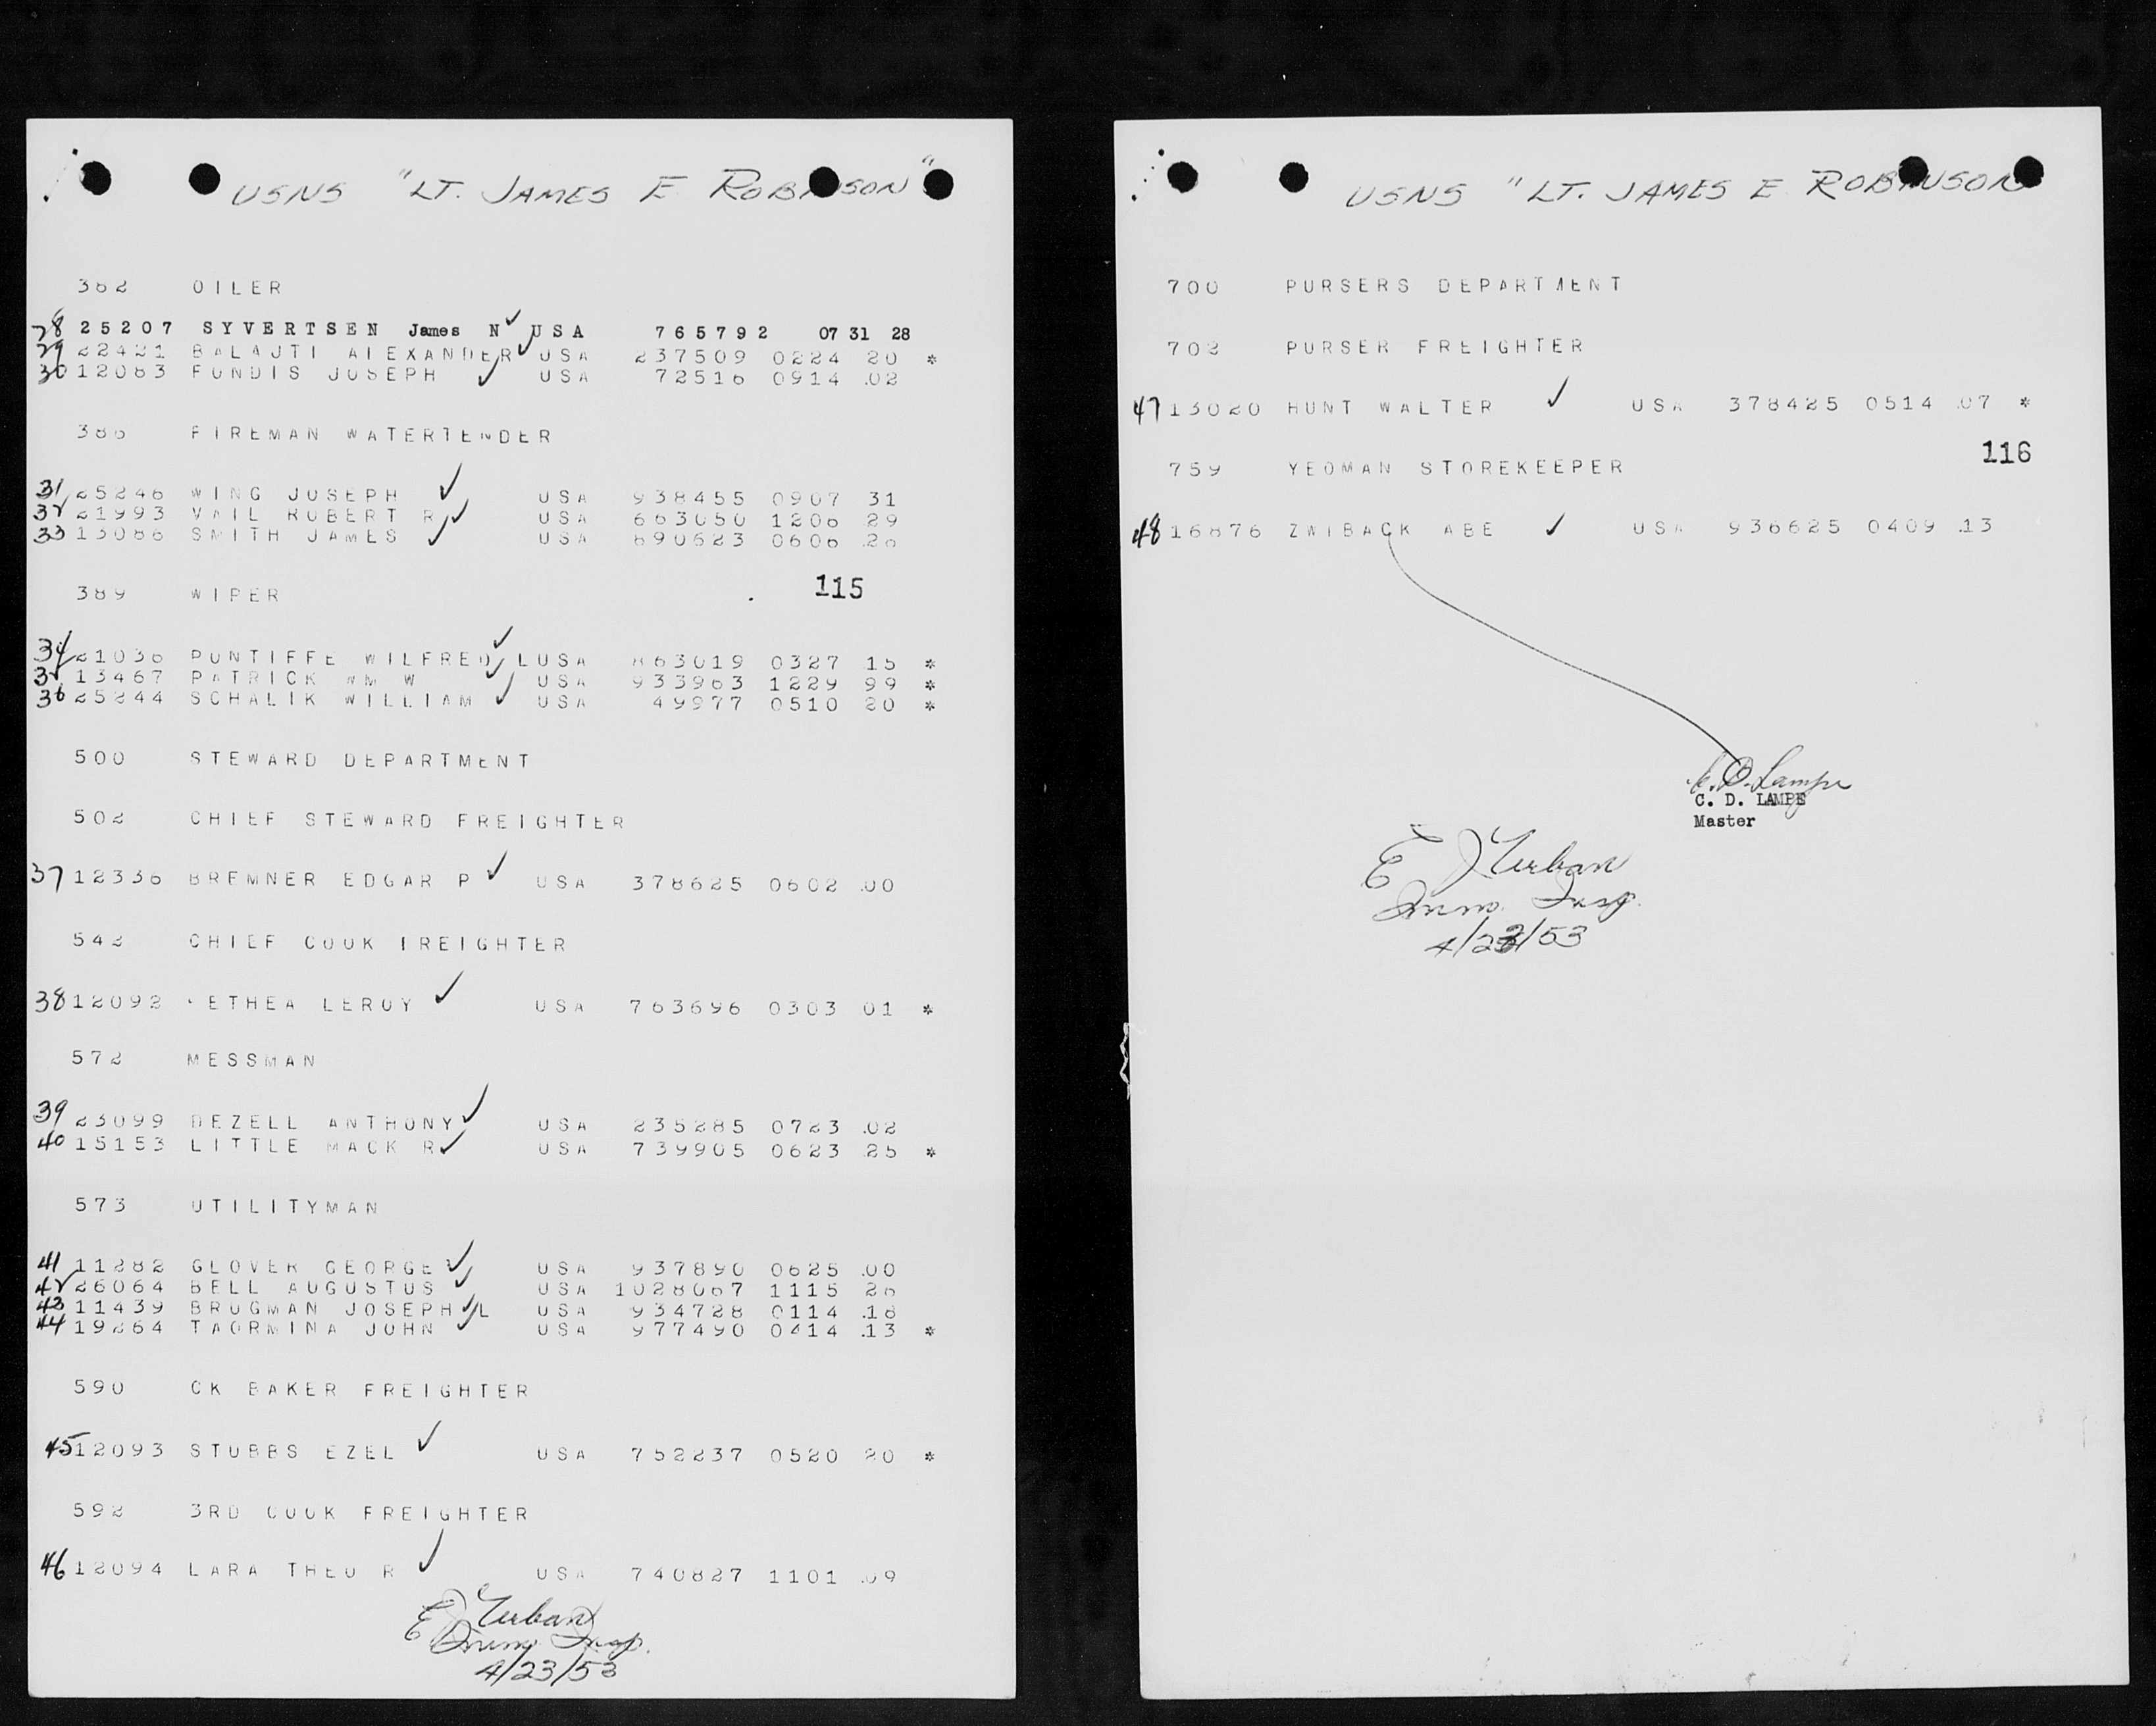 USNS "LT. JAMES E ROBINSON"
362 OILER
28 25207 SYVERTSEN James N USA 765792 07 31 28
29 22421 BALAJTI ALEXANDER USA 237509 0224 20 *
30 12083 FUNDIS JOSEPH USA 72516 0914 02
386 FIREMAN WATERTENDER
31 25246 WING JOSEPH USA 938455 0907 31
32 21993 VAIL ROBERT R USA 663050 1206 29
33 13086 SMITH JAMES USA 690623 0606 26
389 WIPER
115
34 21036 PONTIFFE WILFRED L USA 863019 0327 15 *
35 13467 PATRICK WM W USA 933963 1229 99 *
36 25244 SCHALIK WILLIAM USA 49977 0510 20 *
500 STEWARD DEPARTMENT
502 CHIEF STEWARD FREIGHTER
37 12336 BREMNER EDGAR P USA 378625 0602 00
542 CHIEF COOK FREIGHTER
38 12092 ETHEA LEROY USA 763696 0303 01 *
572 MESSMAN
39 23099 DEZELL ANTHONY USA 235285 0723 02
40 15153 LITTLE MACK R USA 739905 0623 25 *
573 UTILITYMAN
41 11282 GLOVER GEORGE USA 937890 0625 00
42 26064 BELL AUGUSTUS USA 1028067 1115 26
43 11439 BRUGMAN JOSEPH L USA 934728 0114 18
44 19264 TAORMINA JOHN USA 977490 0414 13 *
590 CK BAKER FREIGHTER
45 12093 STUBBS EZEL USA 752237 0520 20 *
592 3RD COOK FREIGHTER
46 12094 LARA THEO R USA 740827 1101 09
E J Urban
Imm. Insp.
4/23/53
USNS "LT. JAMES E ROBINSON
700 PURSERS DEPARTMENT
702 PURSER FREIGHTER
47 13020 HUNT WALTER USA 378425 0514 07 *
116
759 YEOMAN STOREKEEPER
48 16876 ZWIBACK ABE USA 936625 0409 13
C. D. Lampe
C. D. LAMPE
Master
E J Urban
Imm. Insp.
4/23/53